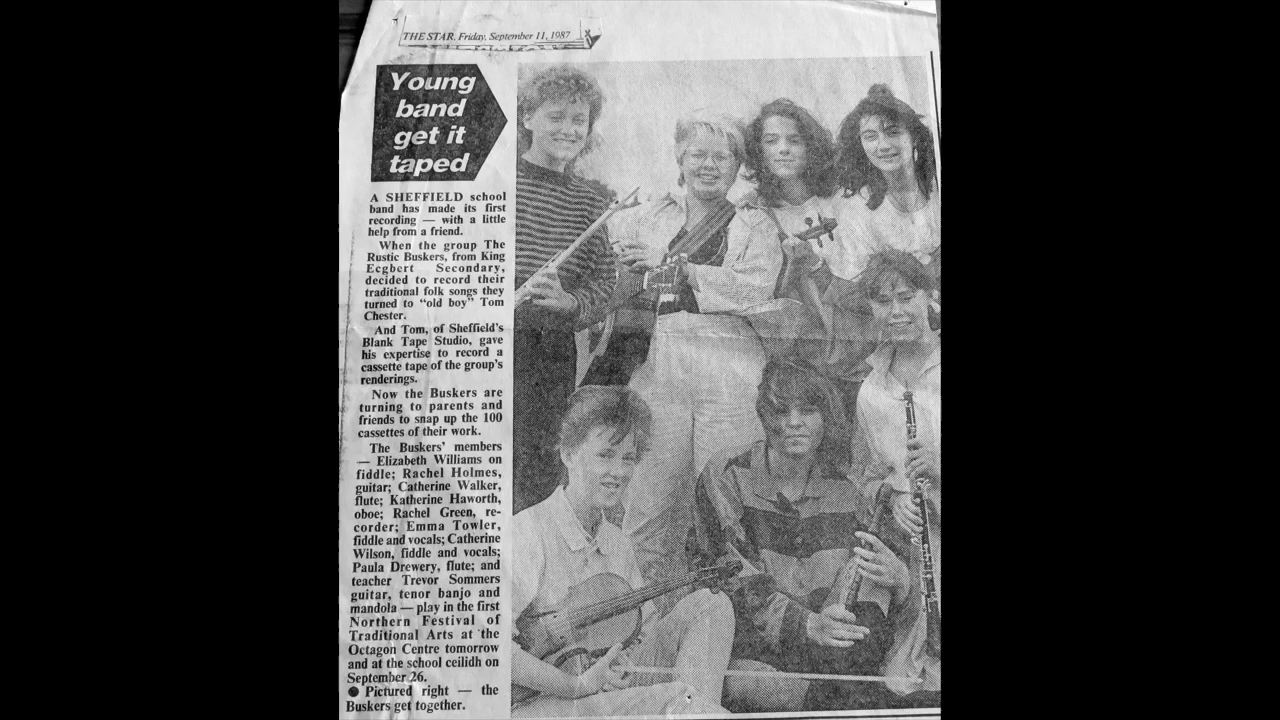 THE STAR, Friday, September 11, 1987
Young
band
get it
taped
A SHEFFIELD school
band has made its first
recording — with a little
help from a friend.
When the group The
Rustic Buskers, from King
Ecgbert Secondary,
decided to record their
traditional folk songs they
turned to "old boy" Tom
Chester.
And Tom, of Sheffield's
Blank Tape Studio, gave
his expertise to record a
cassette tape of the group's
renderings.
Now the Buskers are
turning to parents and
friends to snap up the 100
cassettes of their work.
The Buskers' members
— Elizabeth Williams on
fiddle; Rachel Holmes,
guitar; Catherine Walker,
flute; Katherine Haworth,
oboe; Rachel Green, re-
corder; Emma Towler,
fiddle and vocals; Catherine
Wilson, fiddle and vocals;
Paula Drewery, flute; and
teacher Trevor Sommers
guitar, tenor banjo and
mandola — play in the first
Northern Festival of
Traditional Arts at the
Octagon Centre tomorrow
and at the school ceilidh on
September 26.
● Pictured right — the
Buskers get together.